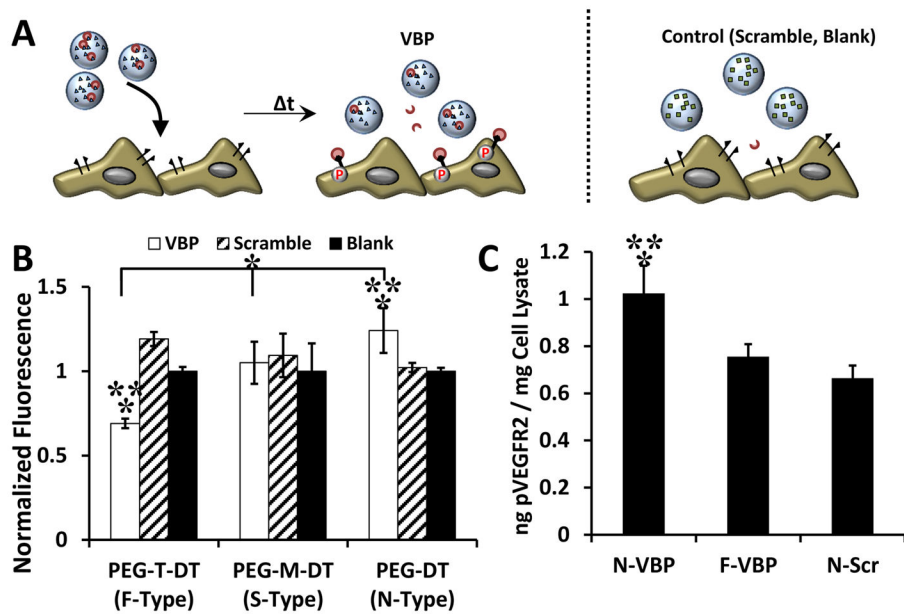 A
VBP
Control (Scramble, Blank)
Δt
P
P
P
B
VBP
Scramble
Blank
*
***
***
Normalized Fluorescence
1.5
1
0.5
0
PEG-T-DT
(F-Type)
PEG-M-DT
(S-Type)
PEG-DT
(N-Type)
C
***
ng pVEGFR2 / mg Cell Lysate
1.2
1
0.8
0.6
0.4
0.2
0
N-VBP
F-VBP
N-Scr